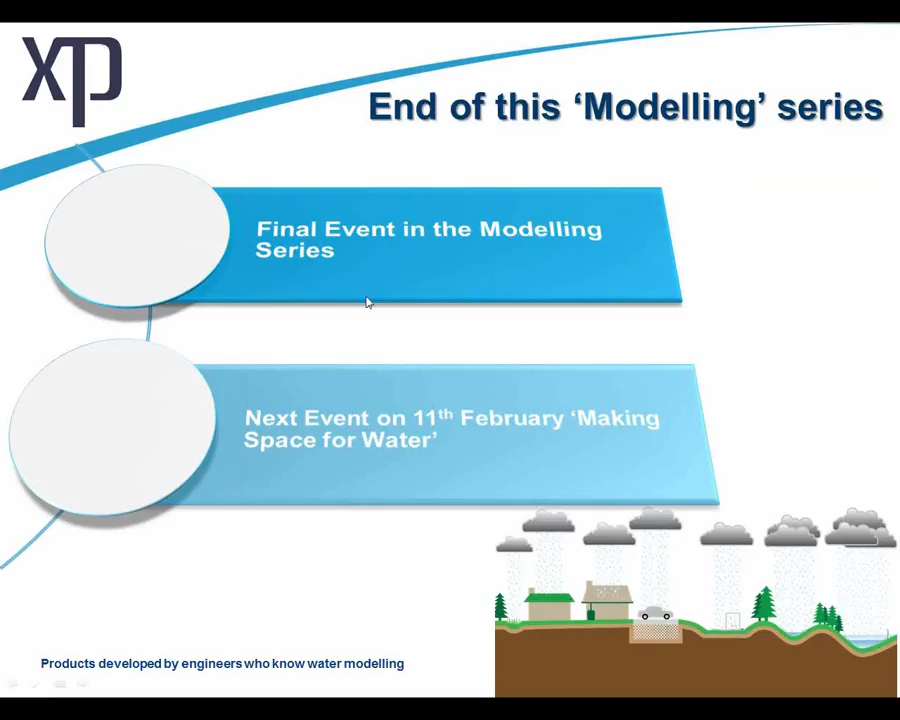 xp
End of this ‘Modelling’ series
Final Event in the Modelling
Series
Next Event on 11th February ‘Making
Space for Water’
Products developed by engineers who know water modelling